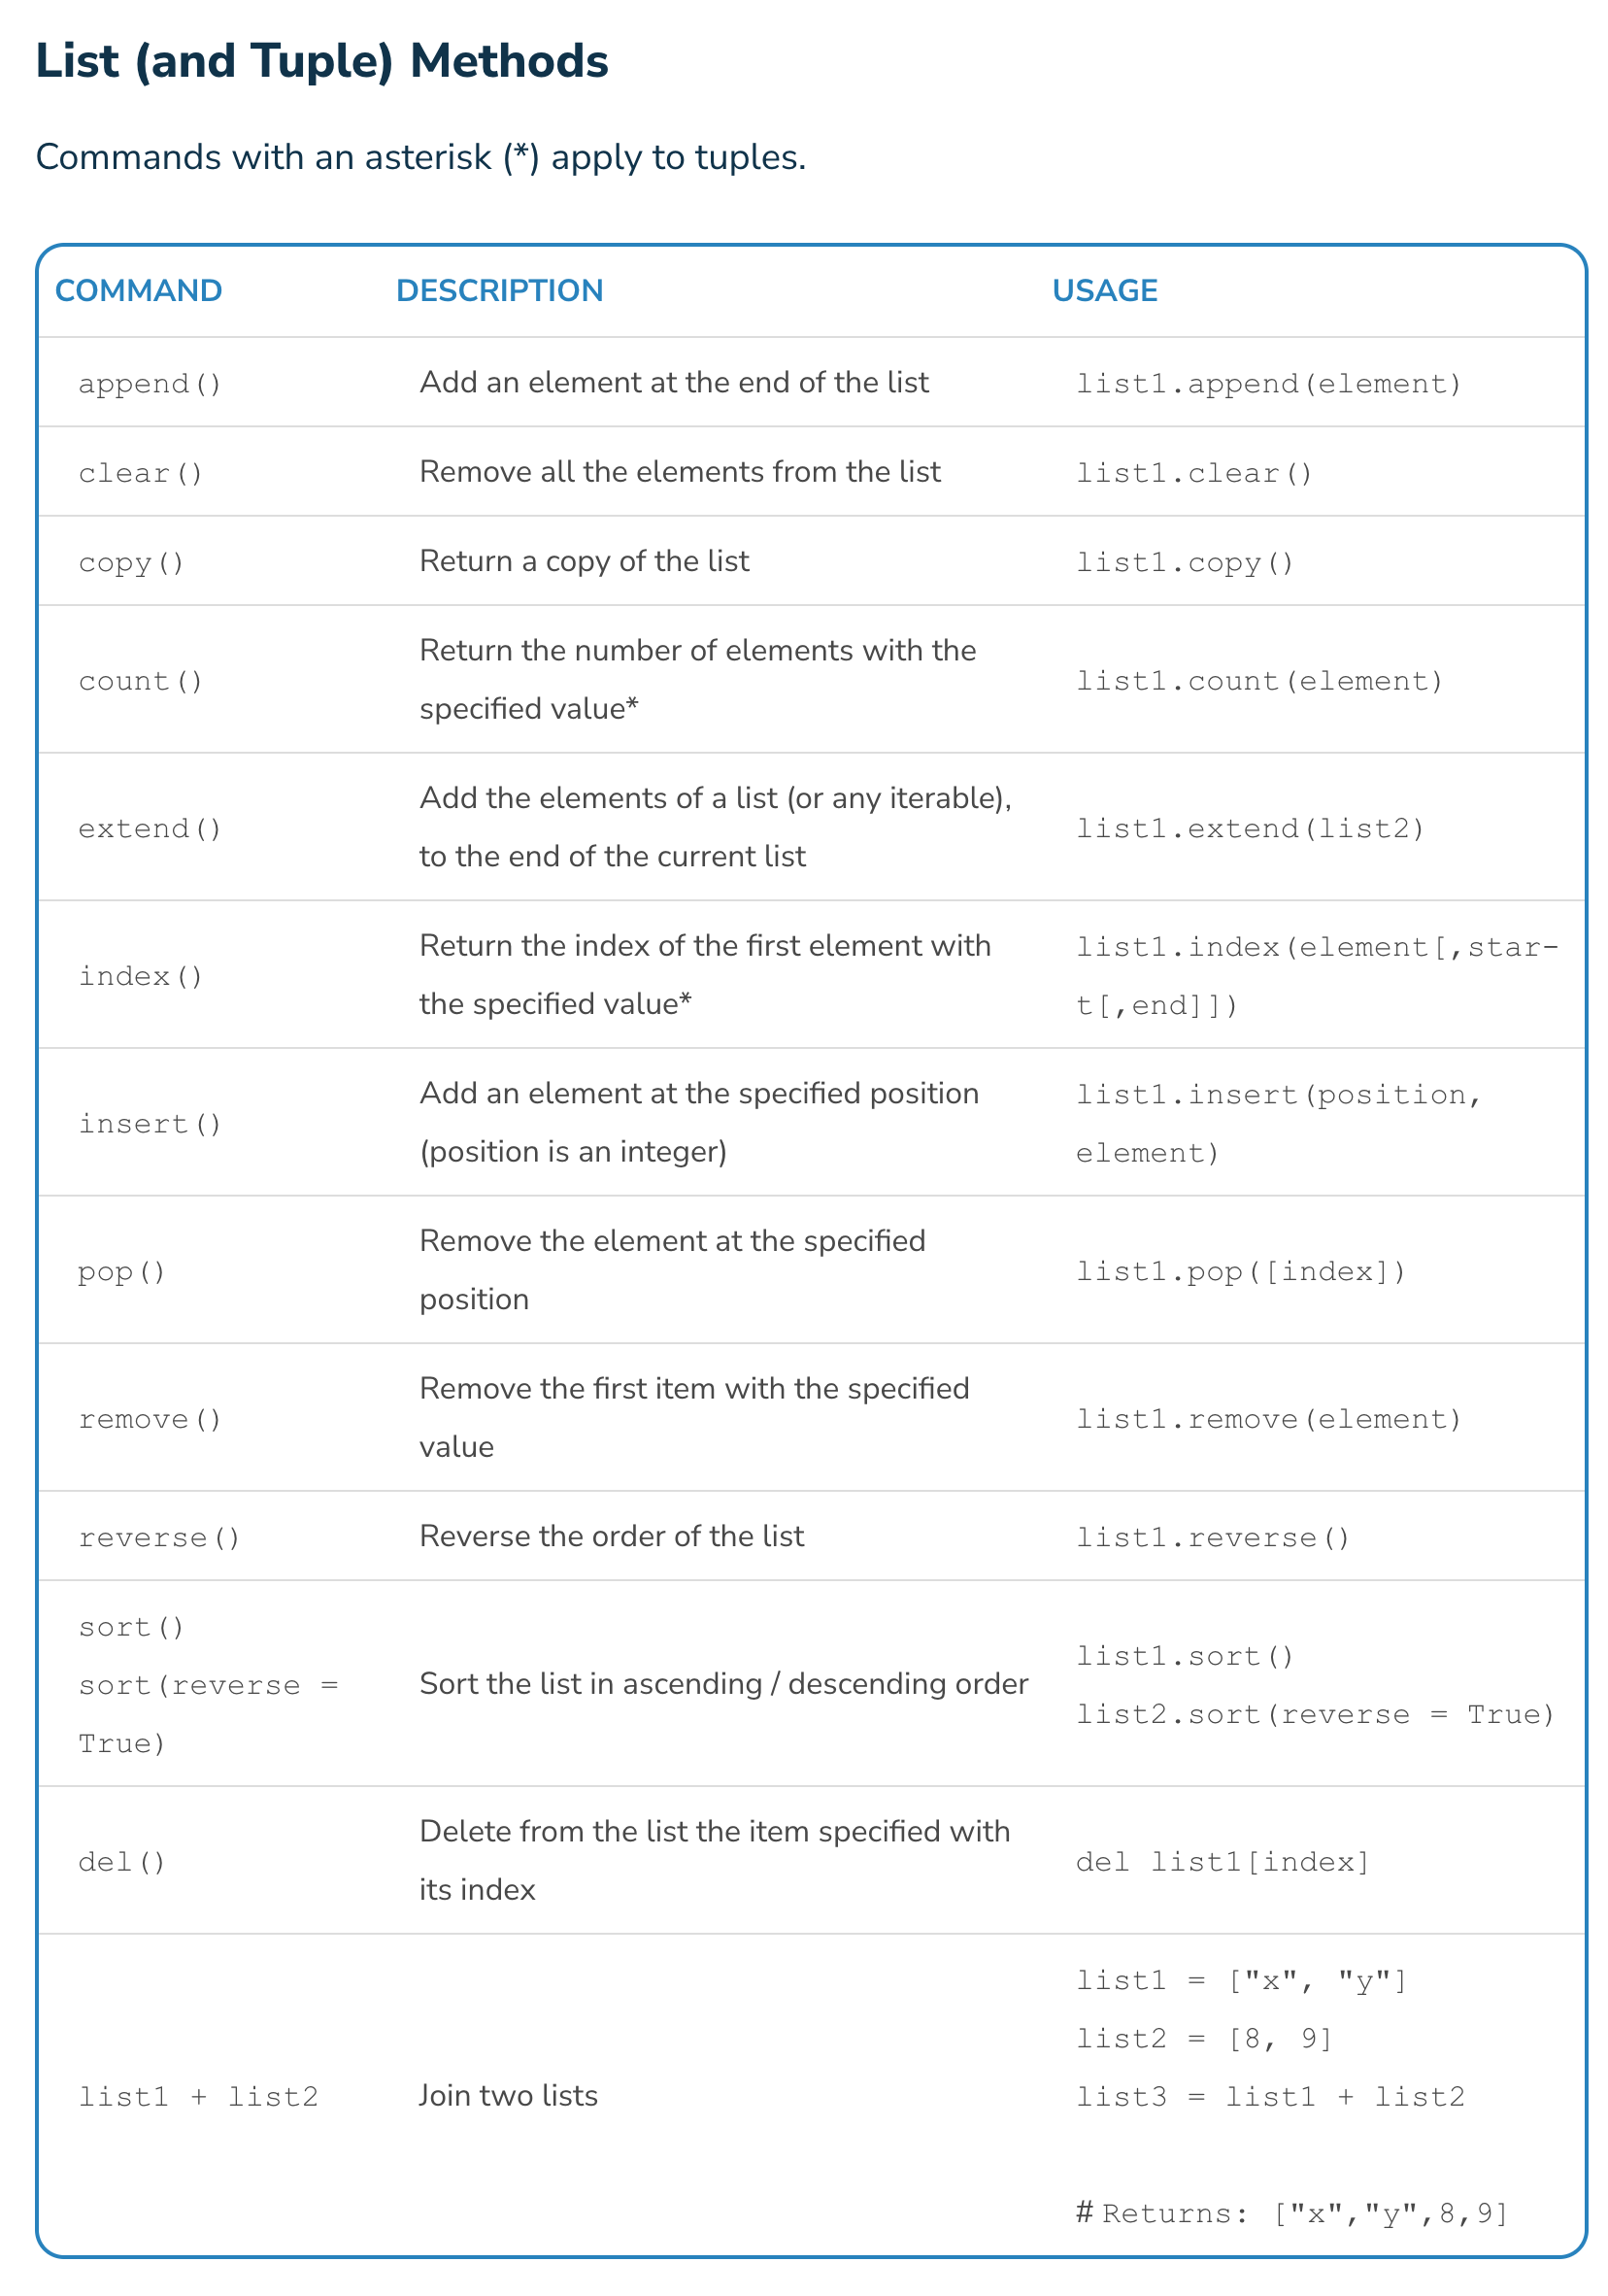 List (and Tuple) Methods
Commands with an asterisk (*) apply to tuples.
COMMAND DESCRIPTION USAGE
append() Add an element at the end of the list list1.append(element)
clear() Remove all the elements from the list list1.clear()
copy() Return a copy of the list list1.copy()
count() Return the number of elements with the
specified value* list1.count(element)
extend() Add the elements of a list (or any iterable),
to the end of the current list list1.extend(list2)
index() Return the index of the first element with
the specified value* list1.index(element[,star-
t[,end]])
insert() Add an element at the specified position
(position is an integer) list1.insert(position,
element)
pop() Remove the element at the specified
position list1.pop([index])
remove() Remove the first item with the specified
value list1.remove(element)
reverse() Reverse the order of the list list1.reverse()
sort()
sort(reverse =
True) Sort the list in ascending / descending order list1.sort()
list2.sort(reverse = True)
del() Delete from the list the item specified with
its index del list1[index]
list1 + list2 Join two lists list1 = ["x", "y"]
list2 = [8, 9]
list3 = list1 + list2
# Returns: ["x","y",8,9]